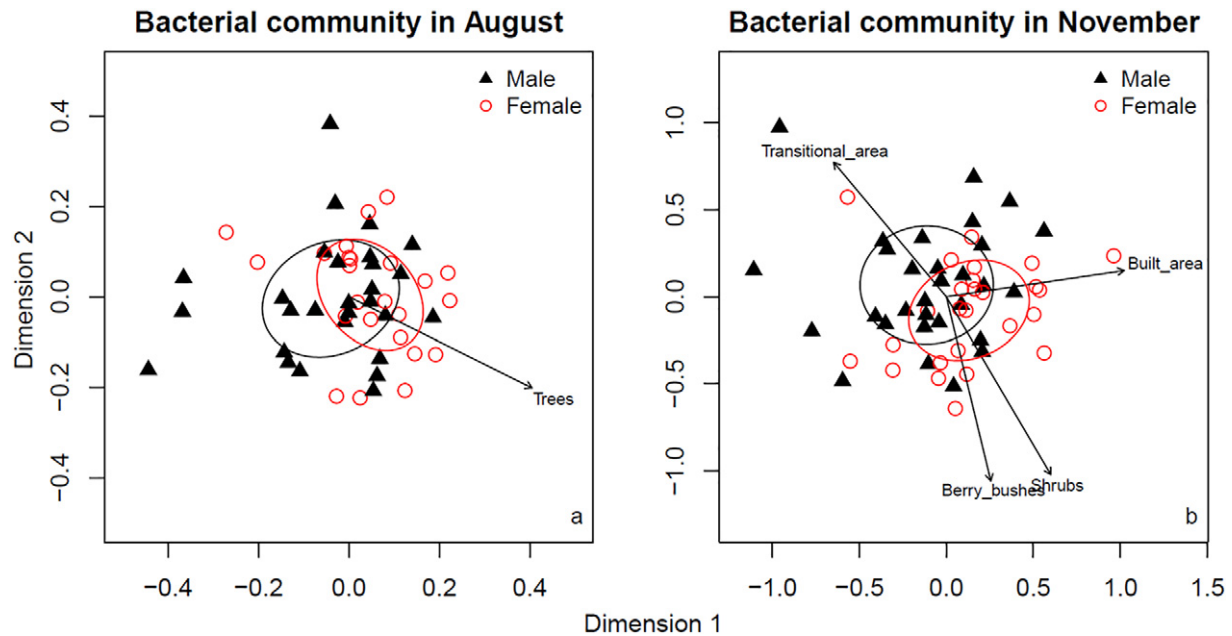 Bacterial community in August
Bacterial community in November
Male
Female
Dimension 2
0.4
0.2
0.0
−0.2
−0.4
Trees
a
−0.4
−0.2
0.0
0.2
0.4
Male
Female
1.0
0.5
0.0
−0.5
−1.0
Transitional_area
Built_area
Berry_bushes
Shrubs
b
−1.0
−0.5
0.0
0.5
1.0
1.5
Dimension 1